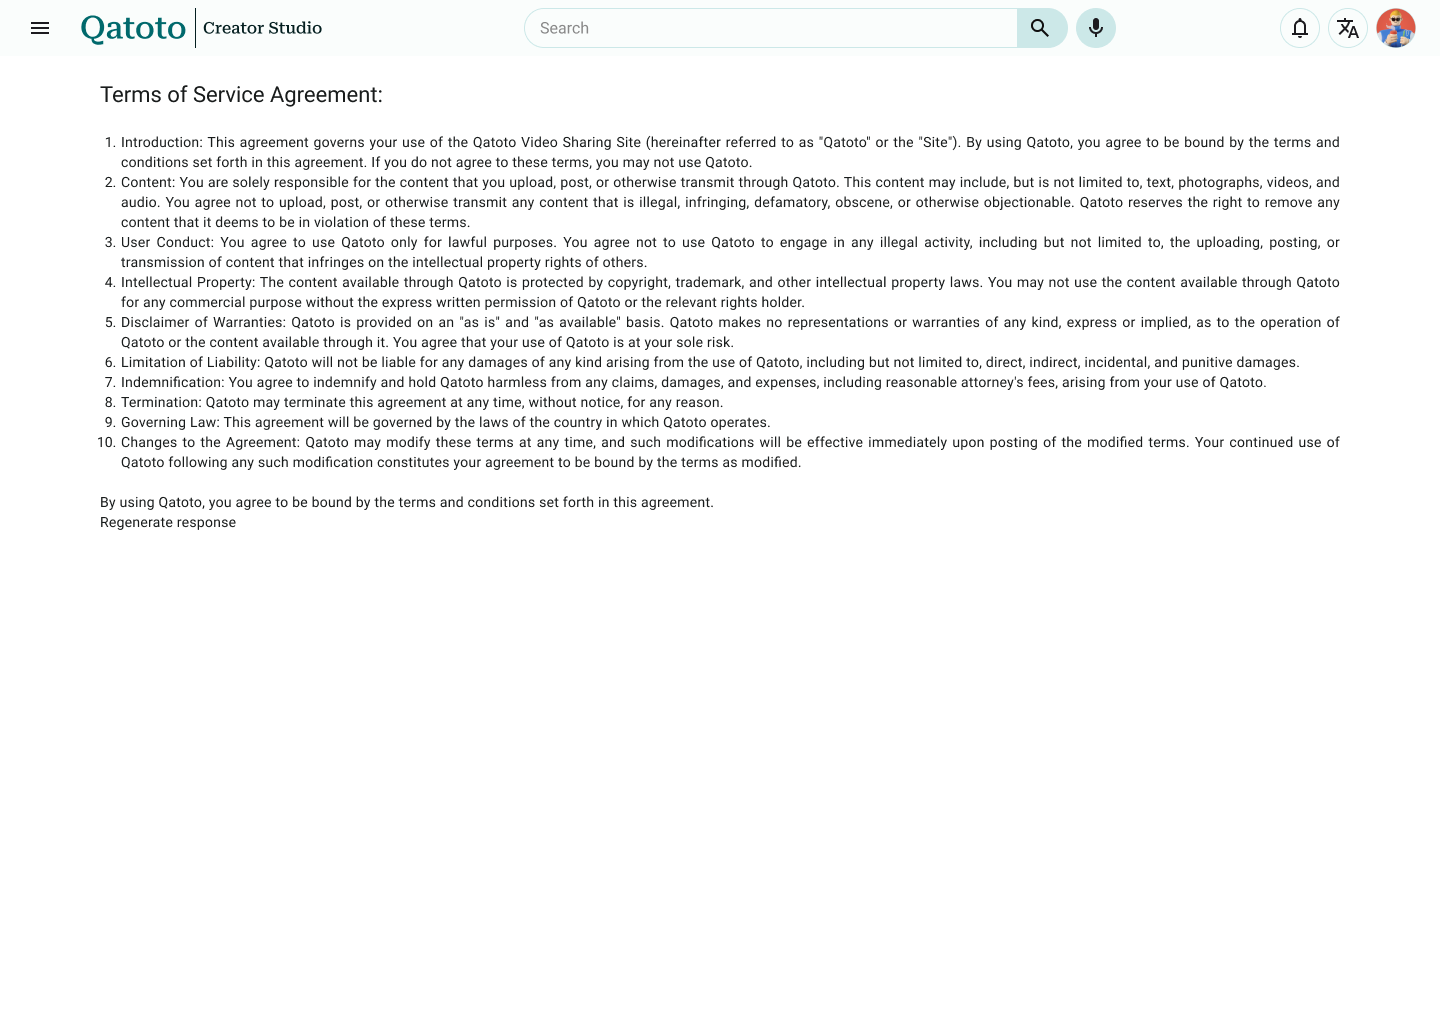 Qatoto Creator Studio
Search
Terms of Service Agreement:
1. Introduction: This agreement governs your use of the Qatoto Video Sharing Site (hereinafter referred to as "Qatoto" or the "Site"). By using Qatoto, you agree to be bound by the terms and
conditions set forth in this agreement. If you do not agree to these terms, you may not use Qatoto.
2. Content: You are solely responsible for the content that you upload, post, or otherwise transmit through Qatoto. This content may include, but is not limited to, text, photographs, videos, and
audio. You agree not to upload, post, or otherwise transmit any content that is illegal, infringing, defamatory, obscene, or otherwise objectionable. Qatoto reserves the right to remove any
content that it deems to be in violation of these terms.
3. User Conduct: You agree to use Qatoto only for lawful purposes. You agree not to use Qatoto to engage in any illegal activity, including but not limited to, the uploading, posting, or
transmission of content that infringes on the intellectual property rights of others.
4. Intellectual Property: The content available through Qatoto is protected by copyright, trademark, and other intellectual property laws. You may not use the content available through Qatoto
for any commercial purpose without the express written permission of Qatoto or the relevant rights holder.
5. Disclaimer of Warranties: Qatoto is provided on an "as is" and "as available" basis. Qatoto makes no representations or warranties of any kind, express or implied, as to the operation of
Qatoto or the content available through it. You agree that your use of Qatoto is at your sole risk.
6. Limitation of Liability: Qatoto will not be liable for any damages of any kind arising from the use of Qatoto, including but not limited to, direct, indirect, incidental, and punitive damages.
7. Indemnification: You agree to indemnify and hold Qatoto harmless from any claims, damages, and expenses, including reasonable attorney's fees, arising from your use of Qatoto.
8. Termination: Qatoto may terminate this agreement at any time, without notice, for any reason.
9. Governing Law: This agreement will be governed by the laws of the country in which Qatoto operates.
10. Changes to the Agreement: Qatoto may modify these terms at any time, and such modifications will be effective immediately upon posting of the modified terms. Your continued use of
Qatoto following any such modification constitutes your agreement to be bound by the terms as modified.
By using Qatoto, you agree to be bound by the terms and conditions set forth in this agreement.
Regenerate response